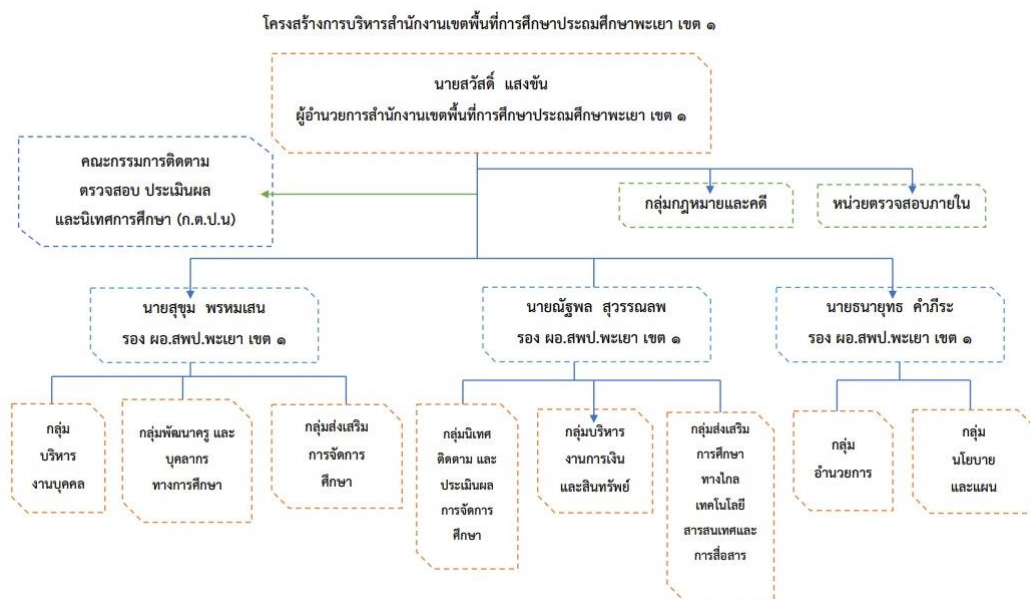 โครงสร้างการบริหารสำนักงานเขตพื้นที่การศึกษาประถมศึกษาพะเยา เขต ๑
นายสวัสดิ์ แสงขัน
ผู้อำนวยการสำนักงานเขตพื้นที่การศึกษาประถมศึกษาพะเยา เขต ๑
คณะกรรมการติดตาม
ตรวจสอบ ประเมินผล
และนิเทศการศึกษา (ก.ต.ป.น)
กลุ่มกฎหมายและคดี
หน่วยตรวจสอบภายใน
นายสุขุม พรหมเสน
รอง ผอ.สพป.พะเยา เขต ๑
นายณัฐพล สุวรรณลพ
รอง ผอ.สพป.พะเยา เขต ๑
นายธนายุทธ คำภีระ
รอง ผอ.สพป.พะเยา เขต ๑
กลุ่ม
บริหาร
งานบุคคล
กลุ่มพัฒนาครู และ
บุคลากร
ทางการศึกษา
กลุ่มส่งเสริม
การจัดการ
ศึกษา
กลุ่มนิเทศ
ติดตาม และ
ประเมินผล
การจัดการ
ศึกษา
กลุ่มบริหาร
งานการเงิน
และสินทรัพย์
กลุ่มส่งเสริม
การศึกษา
ทางไกล
เทคโนโลยี
สารสนเทศและ
การสื่อสาร
กลุ่ม
อำนวยการ
กลุ่ม
นโยบาย
และแผน